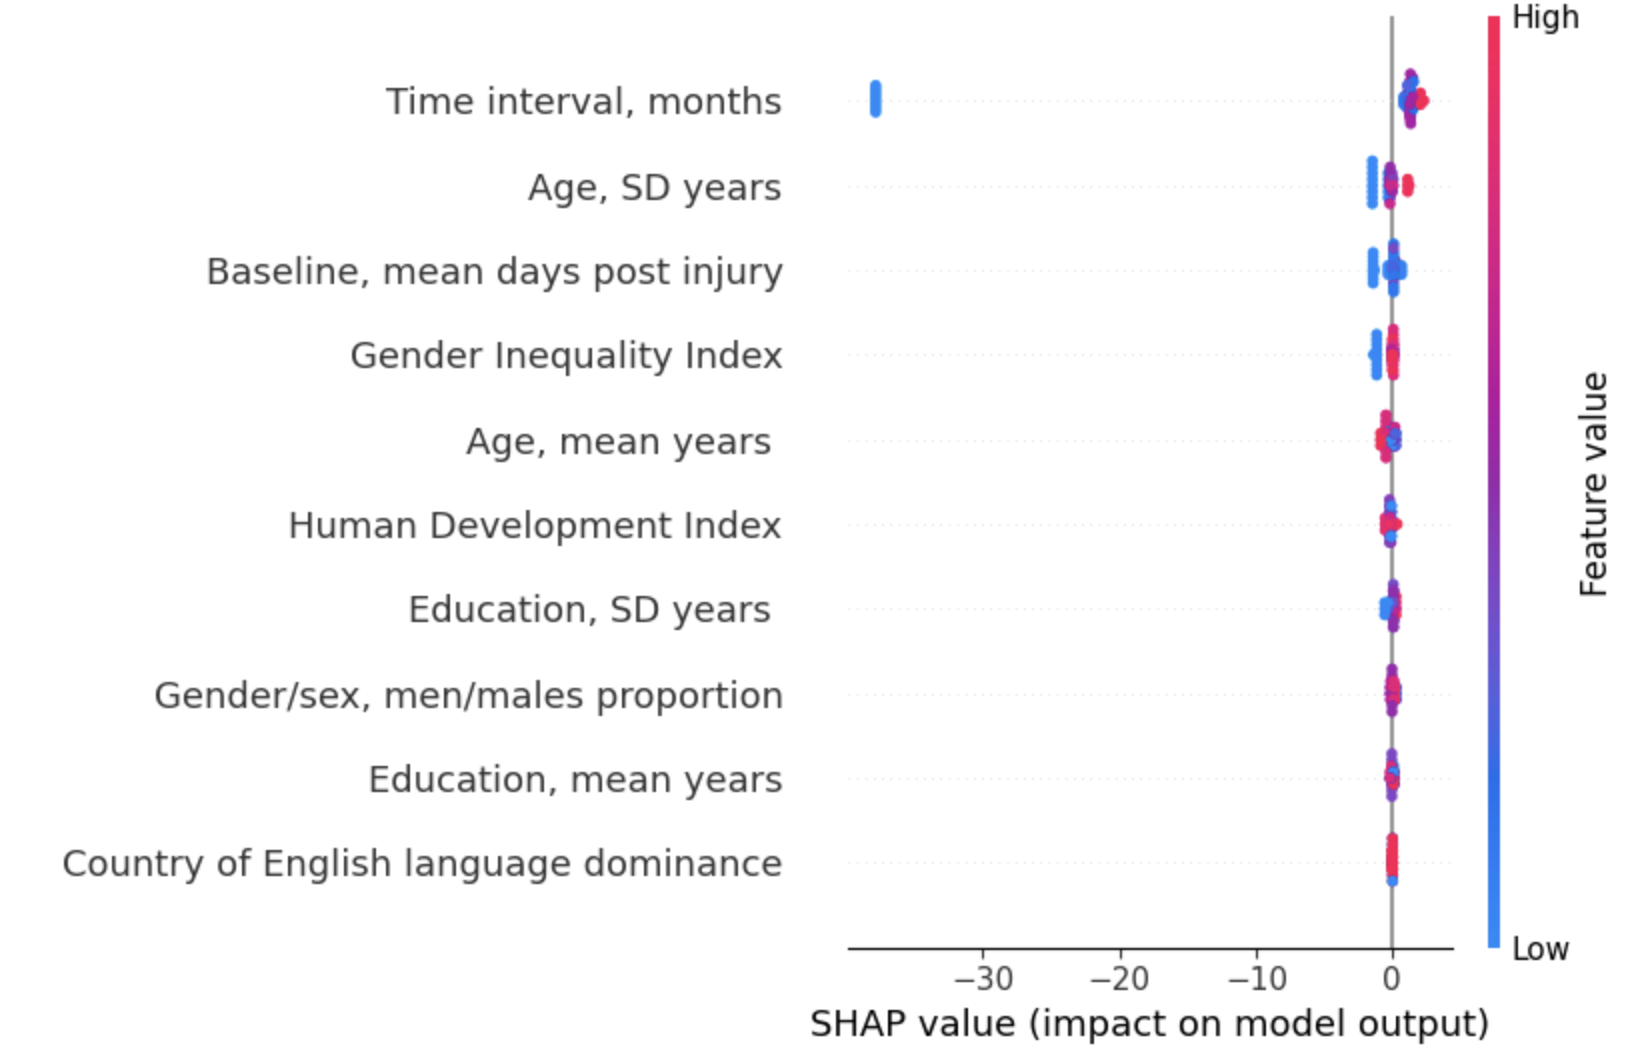 High
Time interval, months
Age, SD years
Baseline, mean days post injury
Gender Inequality Index
Age, mean years
Human Development Index
Education, SD years
Gender/sex, men/males proportion
Education, mean years
Country of English language dominance
Feature value
Low
−30 −20 −10 0
SHAP value (impact on model output)